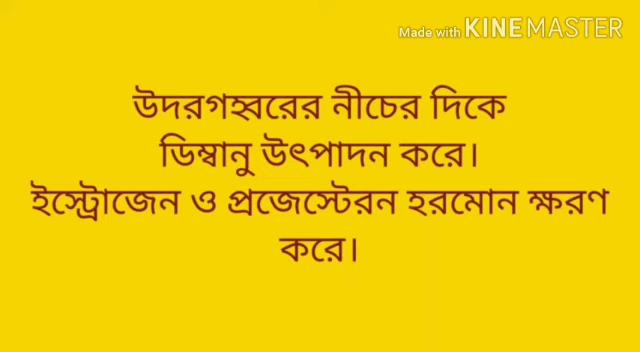 Made with KINEMASTER
উদরগহ্বরের নীচের দিকে
ডিম্বানু উৎপাদন করে।
ইস্ট্রোজেন ও প্রজেস্টেরন হরমোন ক্ষরণ
করে।